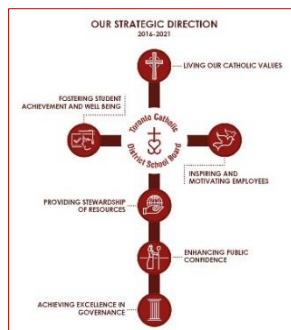 OUR STRATEGIC DIRECTION
2016-2021
LIVING OUR CATHOLIC VALUES
FOSTERING STUDENT
ACHIEVEMENT AND WELL BEING
Toronto Catholic
District School Board
INSPIRING AND
MOTIVATING EMPLOYEES
PROVIDING STEWARDSHIP
OF RESOURCES
ENHANCING PUBLIC
CONFIDENCE
ACHIEVING EXCELLENCE IN
GOVERNANCE